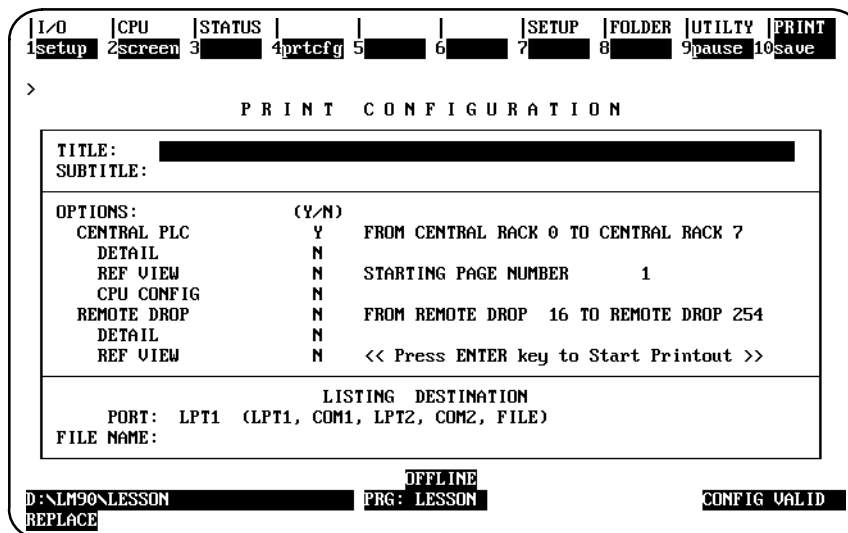 |I/O |CPU |STATUS | | |SETUP |FOLDER |UTILTY |PRINT
1setup 2screen 3 4prtcfg 5 6 7 8 9pause 10save
>
PRINT CONFIGURATION
TITLE:
SUBTITLE:
OPTIONS: (Y/N)
CENTRAL PLC Y FROM CENTRAL RACK 0 TO CENTRAL RACK 7
DETAIL N
REF VIEW N STARTING PAGE NUMBER 1
CPU CONFIG N
REMOTE DROP N FROM REMOTE DROP 16 TO REMOTE DROP 254
DETAIL N
REF VIEW N << Press ENTER key to Start Printout >>
LISTING DESTINATION
PORT: LPT1 (LPT1, COM1, LPT2, COM2, FILE)
FILE NAME:
OFFLINE
D:\LM90\LESSON PRG: LESSON CONFIG VALID
REPLACE